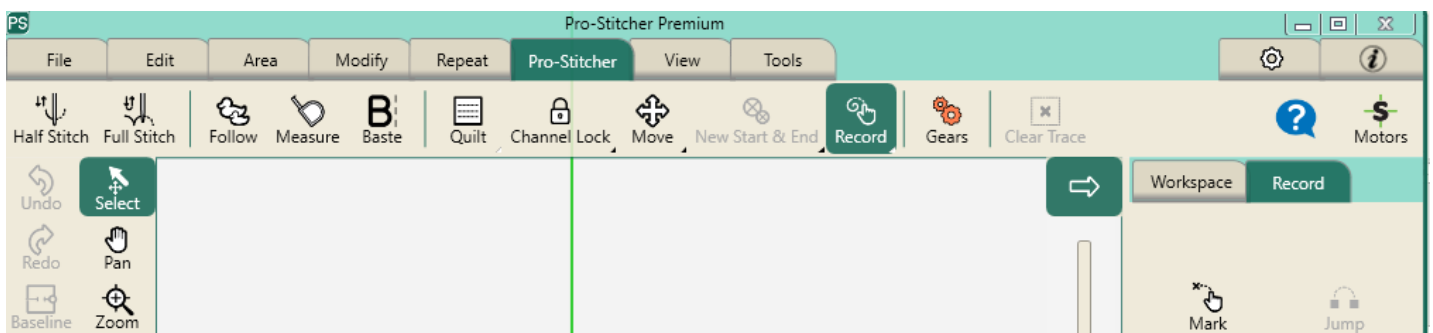 PS Pro-Stitcher Premium
File Edit Area Modify Repeat Pro-Stitcher View Tools
Half Stitch Full Stitch Follow Measure B Baste Quilt Channel Lock Move New Start & End Record Gears Clear Trace ? S Motors
Undo Select Workspace Record
Redo Pan
Baseline Zoom Mark Jump